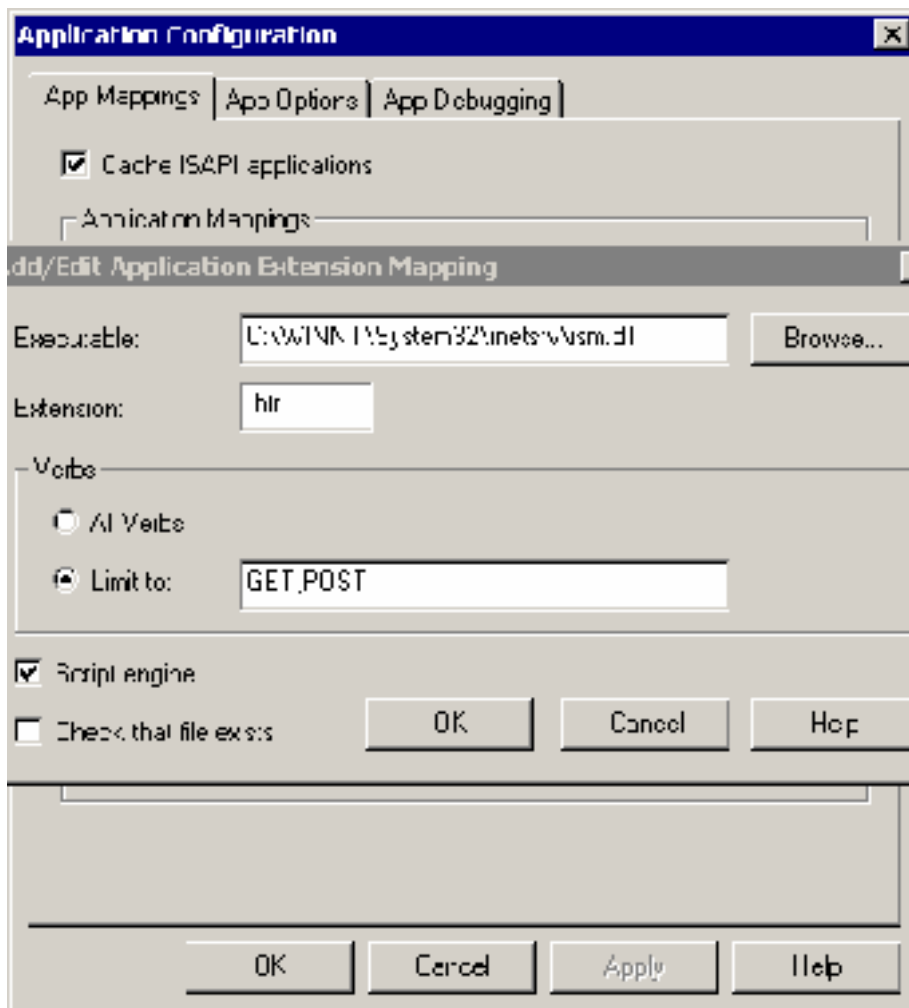 Application Configuration
App Mappings App Options App Debugging
Cache ISAPI applications
Application Mappings
dd/Edit Application Extension Mapping
Executable: C:\WINNT\System32\inetsrv\ism.dll Browse...
Extension: .htr
Verbs
All Verbs
Limit to: GET,POST
Script engine
Check that file exists
OK Cancel Help
OK Cancel Apply Help